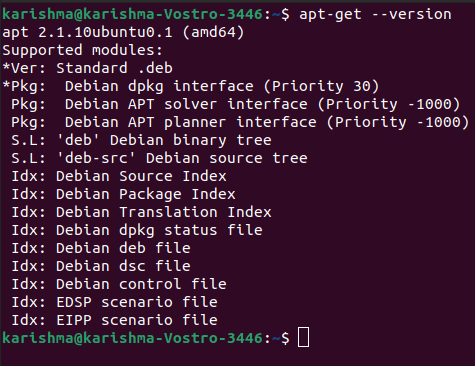 karishma@karishma-Vostro-3446:~$ apt-get --version
apt 2.1.10ubuntu0.1 (amd64)
Supported modules:
*Ver: Standard .deb
*Pkg:  Debian dpkg interface (Priority 30)
 Pkg:  Debian APT solver interface (Priority -1000)
 Pkg:  Debian APT planner interface (Priority -1000)
 S.L: 'deb' Debian binary tree
 S.L: 'deb-src' Debian source tree
 Idx: Debian Source Index
 Idx: Debian Package Index
 Idx: Debian Translation Index
 Idx: Debian dpkg status file
 Idx: Debian deb file
 Idx: Debian dsc file
 Idx: Debian control file
 Idx: EDSP scenario file
 Idx: EIPP scenario file
karishma@karishma-Vostro-3446:~$